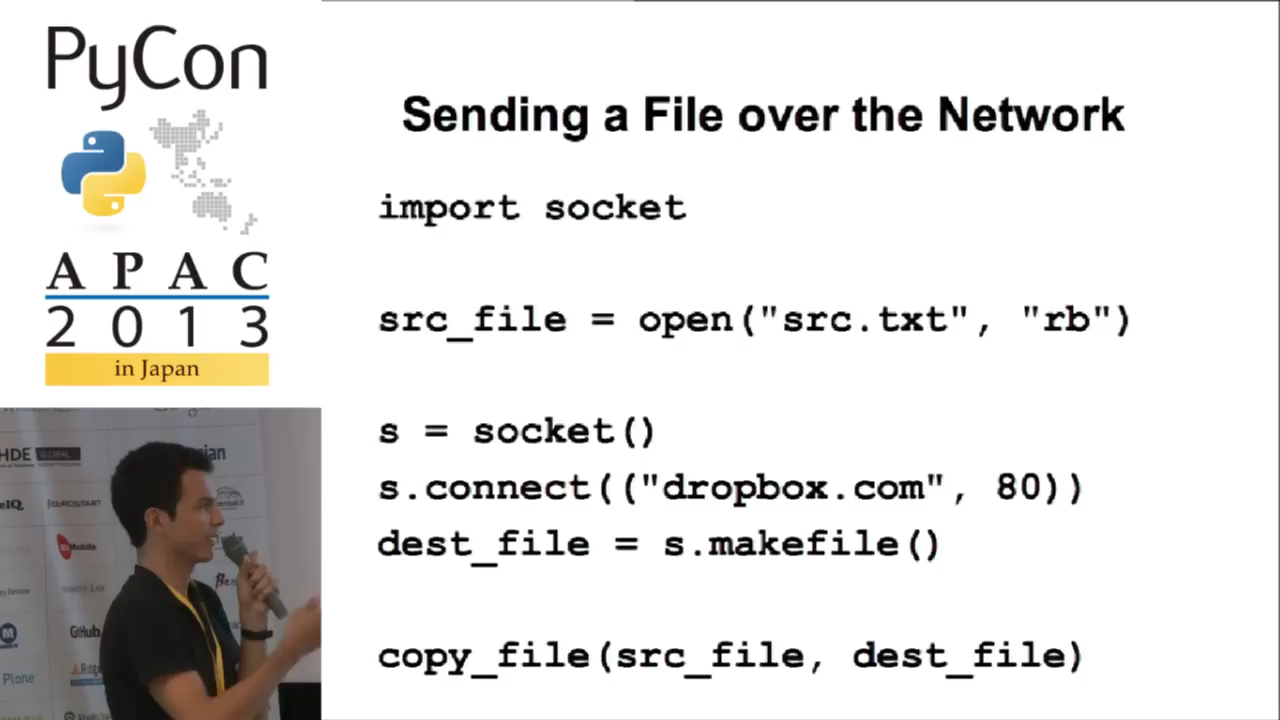 PyCon
APAC
2013
in Japan
Sending a File over the Network
import socket
src_file = open("src.txt", "rb")
s = socket()
s.connect(("dropbox.com", 80))
dest_file = s.makefile()
copy_file(src_file, dest_file)
HDE GLOBAL
GitHub
Plone